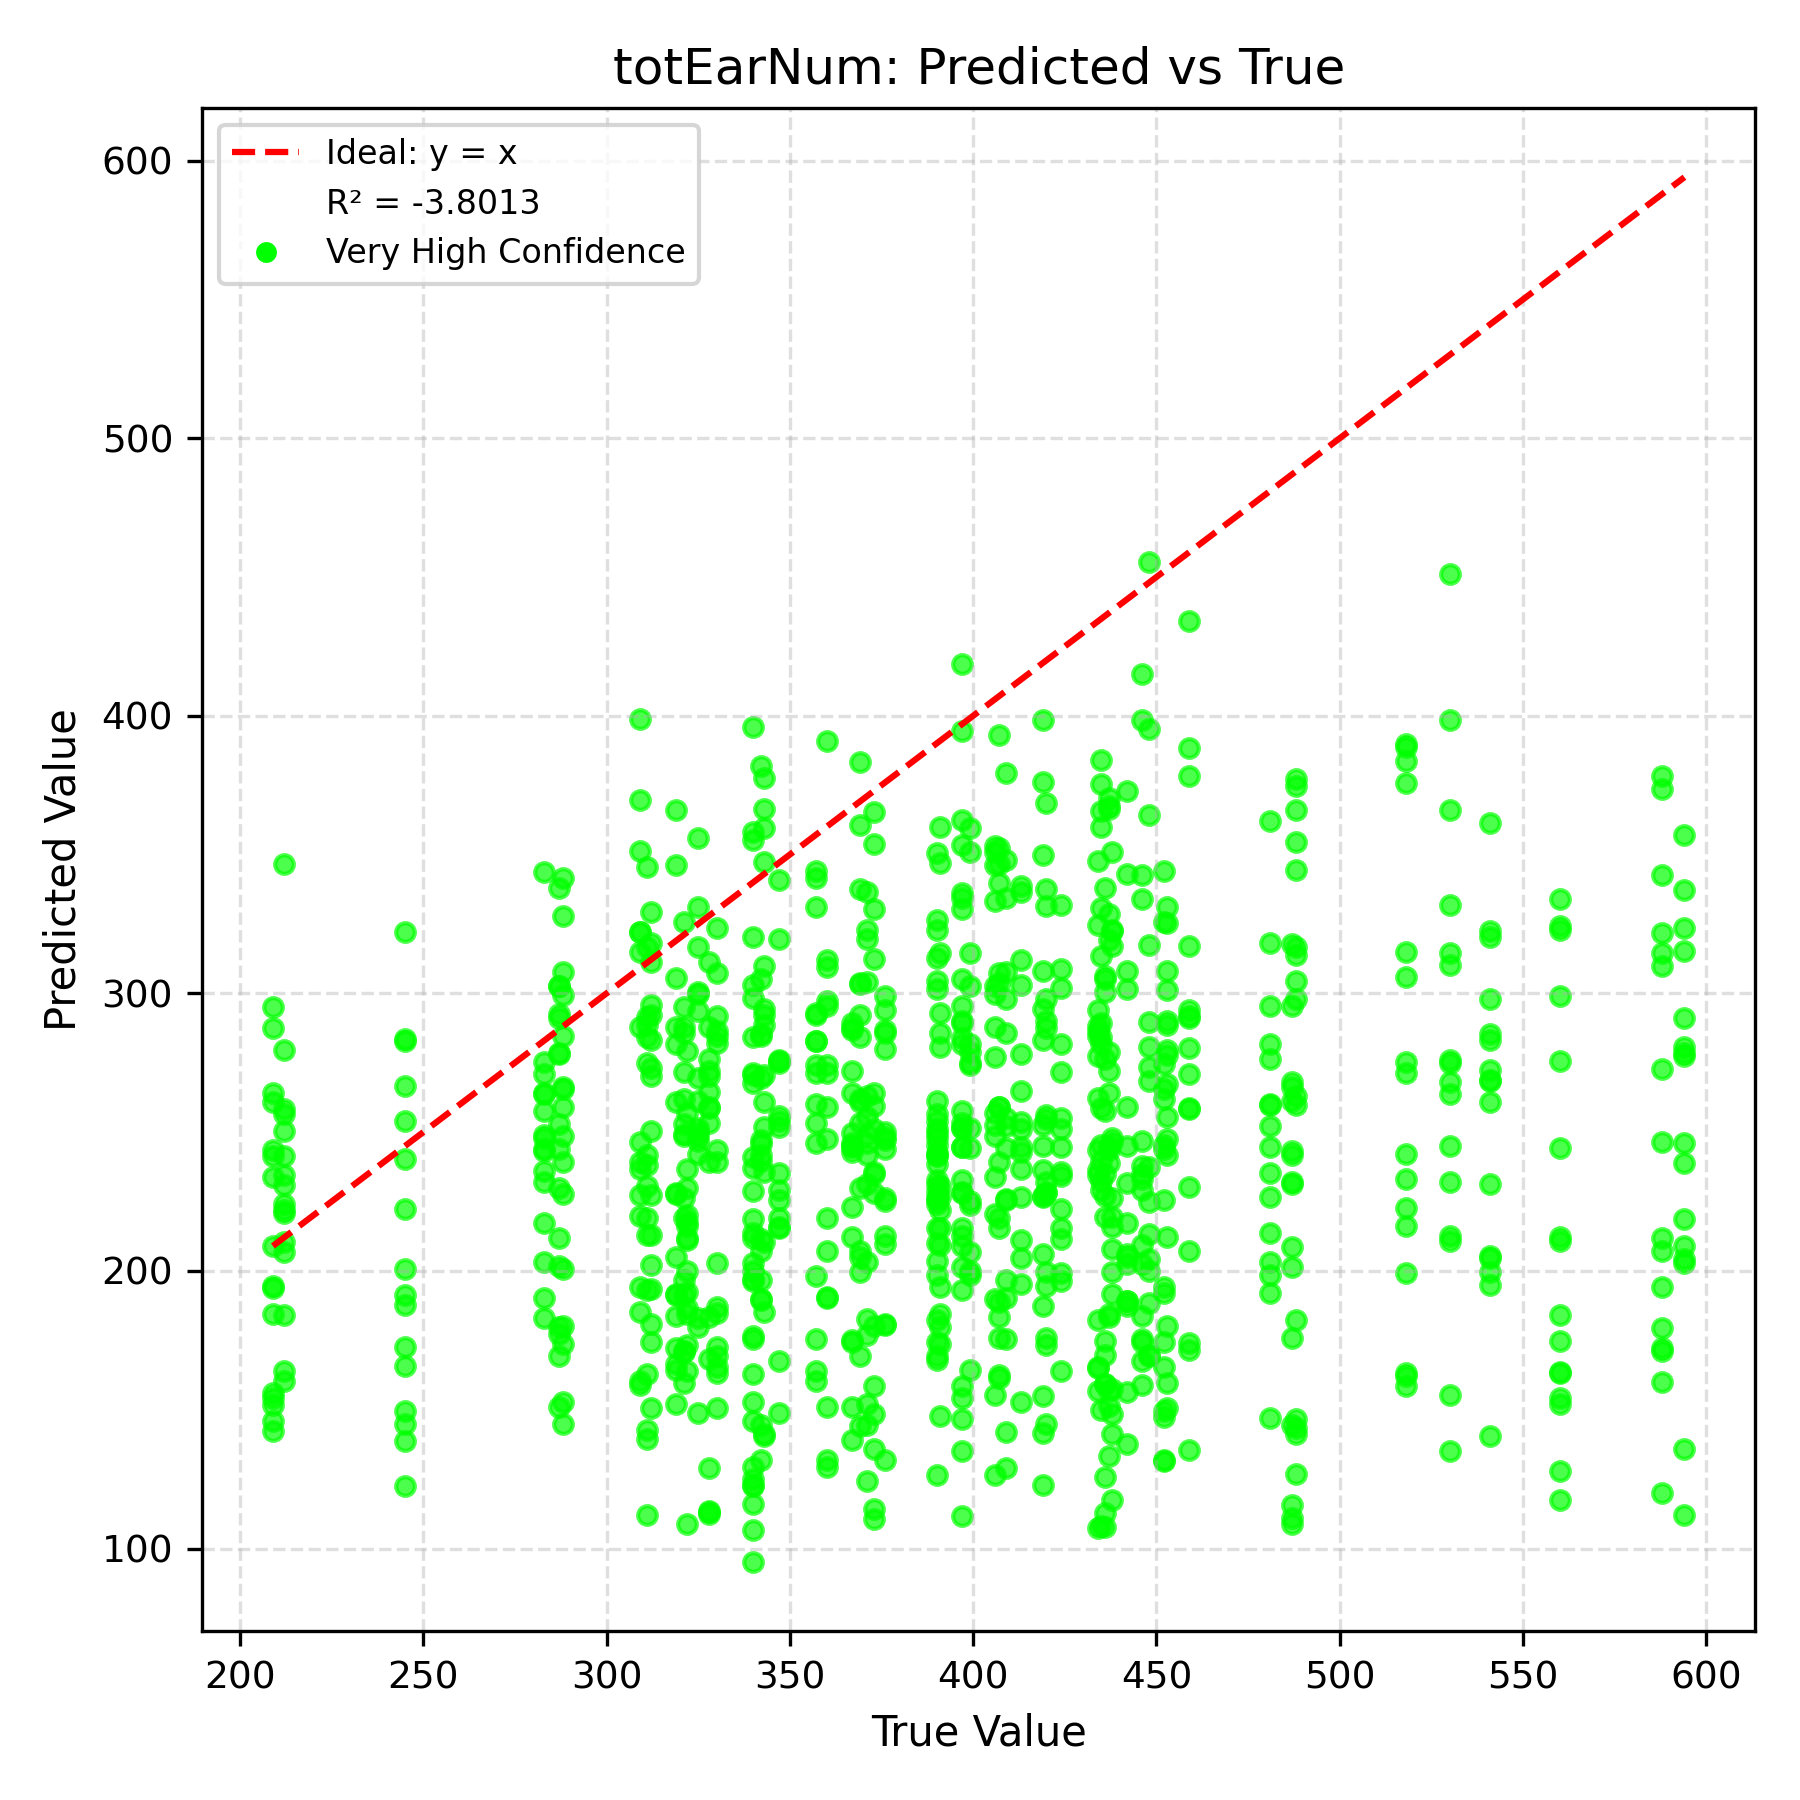 totEarNum: Predicted vs True
Ideal: y = x
R² = -3.8013
Very High Confidence
Predicted Value
600
500
400
300
200
100
200 250 300 350 400 450 500 550 600
True Value